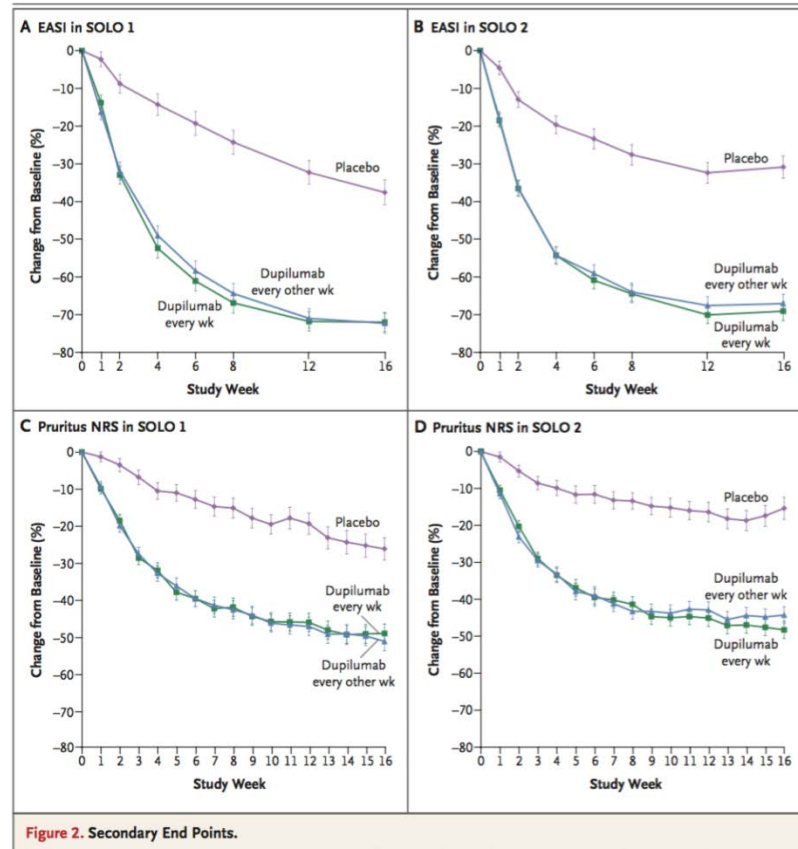 A EASI in SOLO 1
0
−10
−20
−30
−40
−50
−60
−70
−80
Change from Baseline (%)
Placebo
Dupilumab
every other wk
Dupilumab
every wk
0 1 2 4 6 8 12 16
Study Week
B EASI in SOLO 2
0
−10
−20
−30
−40
−50
−60
−70
−80
Change from Baseline (%)
Placebo
Dupilumab
every other wk
Dupilumab
every wk
0 1 2 4 6 8 12 16
Study Week
C Pruritus NRS in SOLO 1
0
−10
−20
−30
−40
−50
−60
−70
−80
Change from Baseline (%)
Placebo
Dupilumab
every wk
Dupilumab
every other wk
0 1 2 3 4 5 6 7 8 9 10 11 12 13 14 15 16
Study Week
D Pruritus NRS in SOLO 2
0
−10
−20
−30
−40
−50
−60
−70
−80
Change from Baseline (%)
Placebo
Dupilumab
every other wk
Dupilumab
every wk
0 1 2 3 4 5 6 7 8 9 10 11 12 13 14 15 16
Study Week
Figure 2. Secondary End Points.